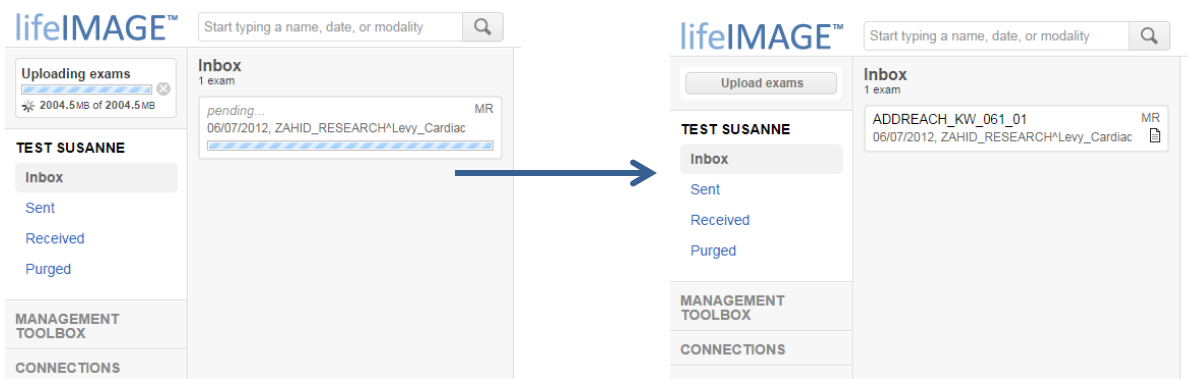 lifeIMAGE™
Start typing a name, date, or modality
Uploading exams
2004.5MB of 2004.5MB
Inbox
1 exam
pending...
MR
06/07/2012, ZAHID_RESEARCH^Levy_Cardiac
TEST SUSANNE
Inbox
Sent
Received
Purged
MANAGEMENT
TOOLBOX
CONNECTIONS
lifeIMAGE™
Start typing a name, date, or modality
Upload exams
Inbox
1 exam
ADDREACH_KW_061_01
MR
06/07/2012, ZAHID_RESEARCH^Levy_Cardiac
TEST SUSANNE
Inbox
Sent
Received
Purged
MANAGEMENT
TOOLBOX
CONNECTIONS